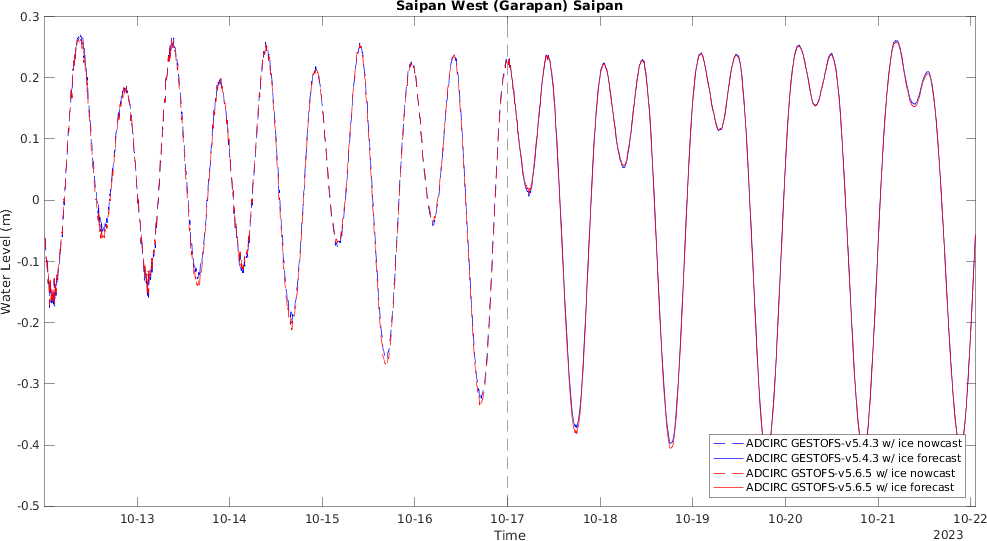 Saipan West (Garapan) Saipan
0.3
0.2
0.1
0
-0.1
-0.2
-0.3
-0.4
-0.5
Water Level (m)
10-13 10-14 10-15 10-16 10-17 10-18 10-19 10-20 10-21 10-22
Time
2023
ADCIRC GESTOFS-v5.4.3 w/ ice nowcast
ADCIRC GESTOFS-v5.4.3 w/ ice forecast
ADCIRC GSTOFS-v5.6.5 w/ ice nowcast
ADCIRC GSTOFS-v5.6.5 w/ ice forecast